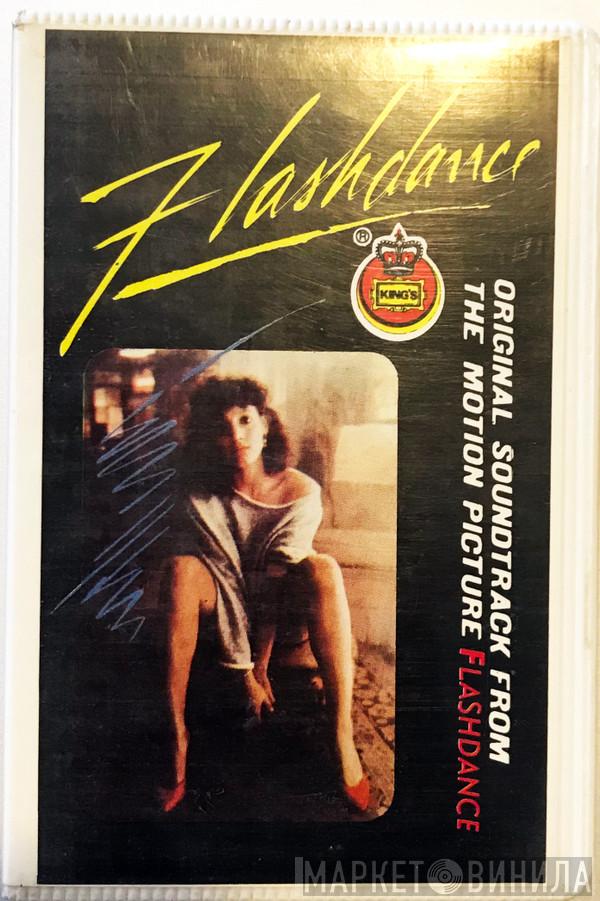 Flashdance
®
KING'S
ORIGINAL SOUNDTRACK FROM
THE MOTION PICTURE FLASHDANCE
МАРКЕТ ВИНИЛА